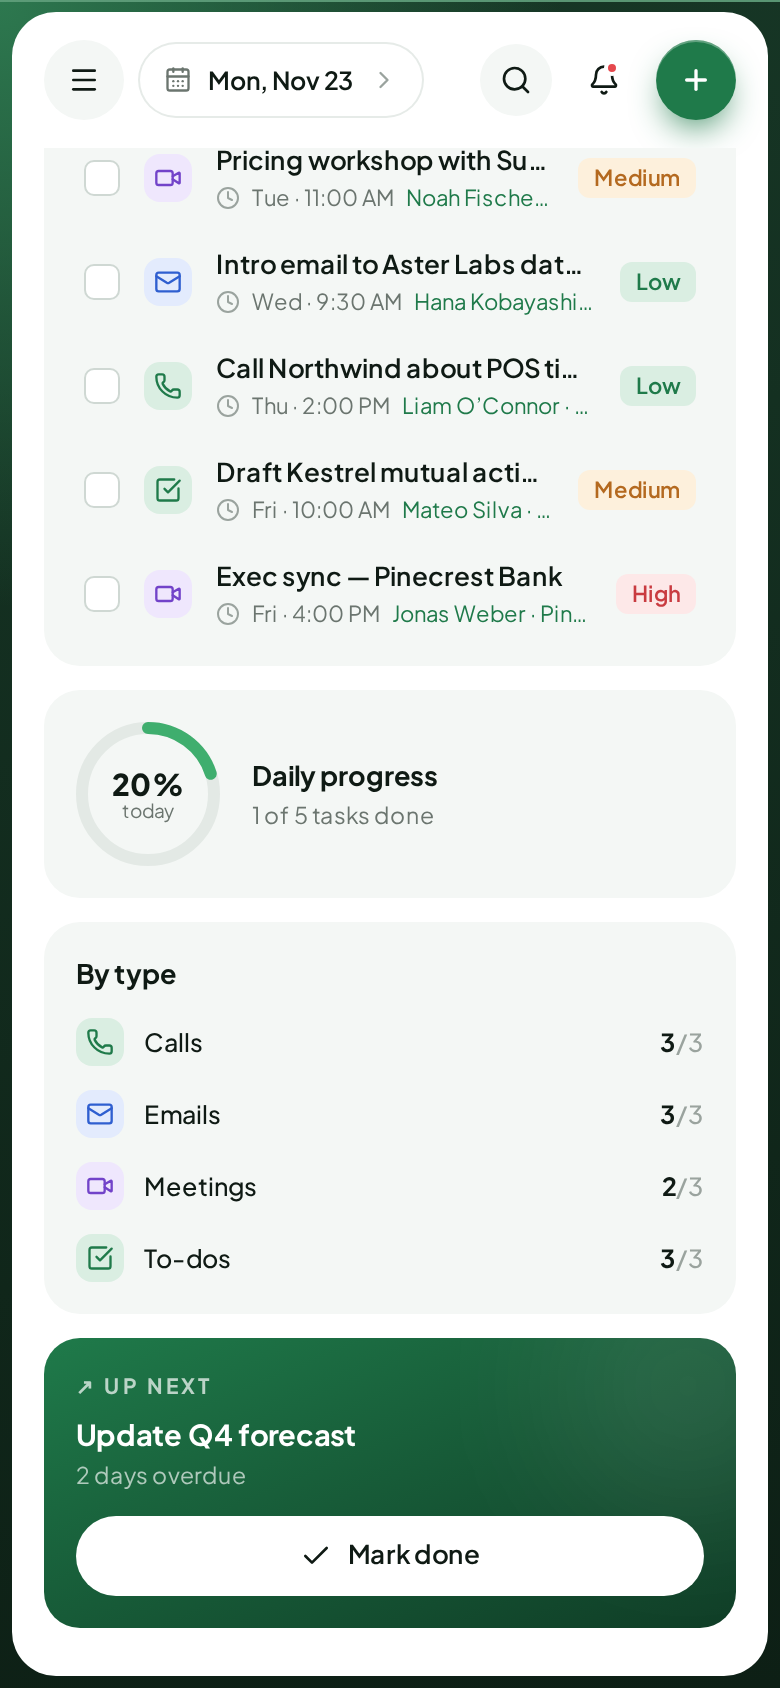 Mon, Nov 23
Pricing workshop with Su...
Tue · 11:00 AM Noah Fische...
Medium
Intro email to Aster Labs dat...
Wed · 9:30 AM Hana Kobayashi...
Low
Call Northwind about POS ti...
Thu · 2:00 PM Liam O’Connor · ...
Low
Draft Kestrel mutual acti...
Fri · 10:00 AM Mateo Silva · ...
Medium
Exec sync — Pinecrest Bank
Fri · 4:00 PM Jonas Weber · Pin...
High
20%
today
Daily progress
1 of 5 tasks done
By type
Calls 3/3
Emails 3/3
Meetings 2/3
To-dos 3/3
↗ UP NEXT
Update Q4 forecast
2 days overdue
Mark done